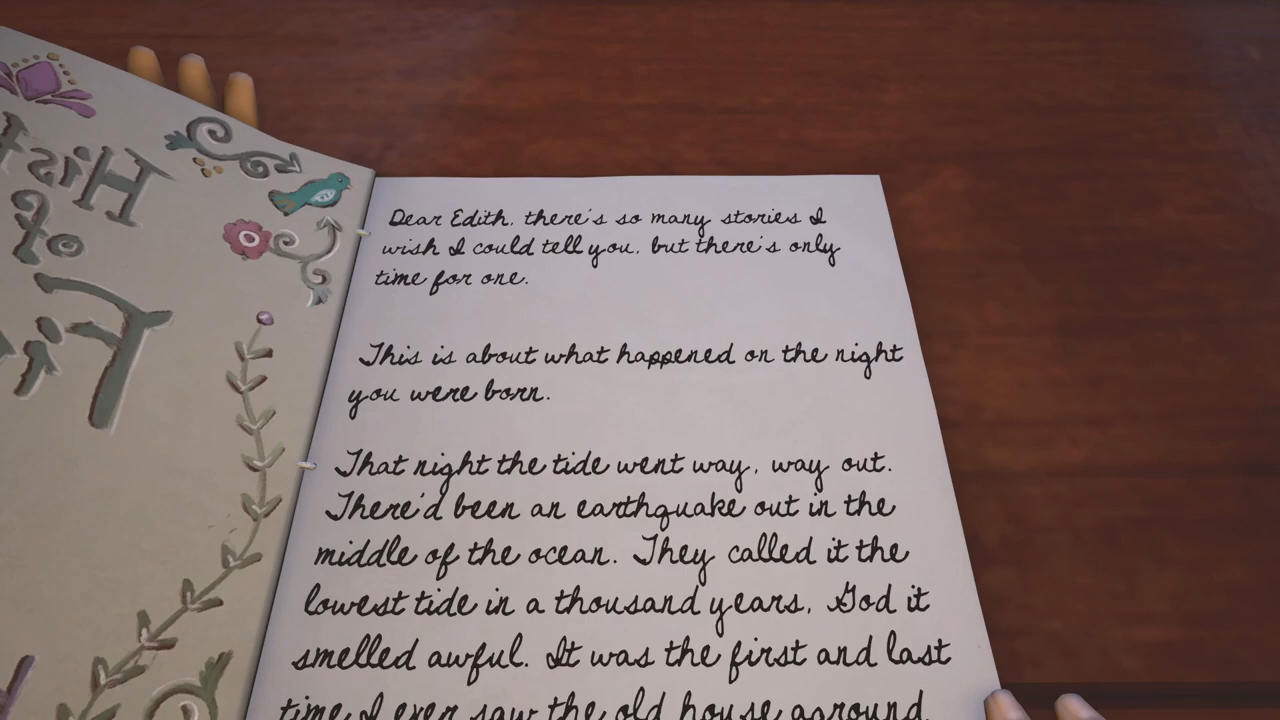 Hist
of
Fi
Dear Edith, there's so many stories I
wish I could tell you, but there's only
time for one.
This is about what happened on the night
you were born.
That night the tide went way, way out.
There'd been an earthquake out in the
middle of the ocean. They called it the
lowest tide in a thousand years. God it
smelled awful. It was the first and last
time I ever saw the old house aground.